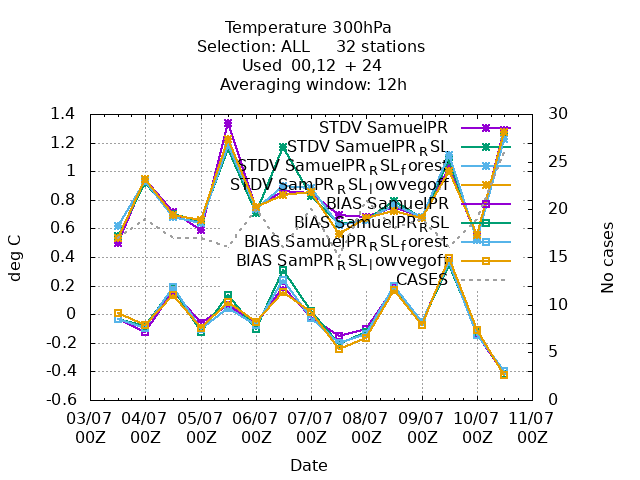 Temperature 300hPa
Selection: ALL 32 stations
Used 00,12 + 24
Averaging window: 12h
1.4
1.2
1
0.8
0.6
0.4
0.2
0
-0.2
-0.4
-0.6
deg C
30
25
20
15
10
5
0
No cases
STDV SamuelPR
STDV SamuelPR_RSL
STDV SamuelPR_RSL_forest
STDV SamPR_RSL_lowvegoff
BIAS SamuelPR
BIAS SamuelPR_RSL
BIAS SamuelPR_RSL_forest
BIAS SamPR_RSL_lowvegoff
CASES
03/07 04/07 05/07 06/07 07/07 08/07 09/07 10/07 11/07
00Z 00Z 00Z 00Z 00Z 00Z 00Z 00Z 00Z
Date